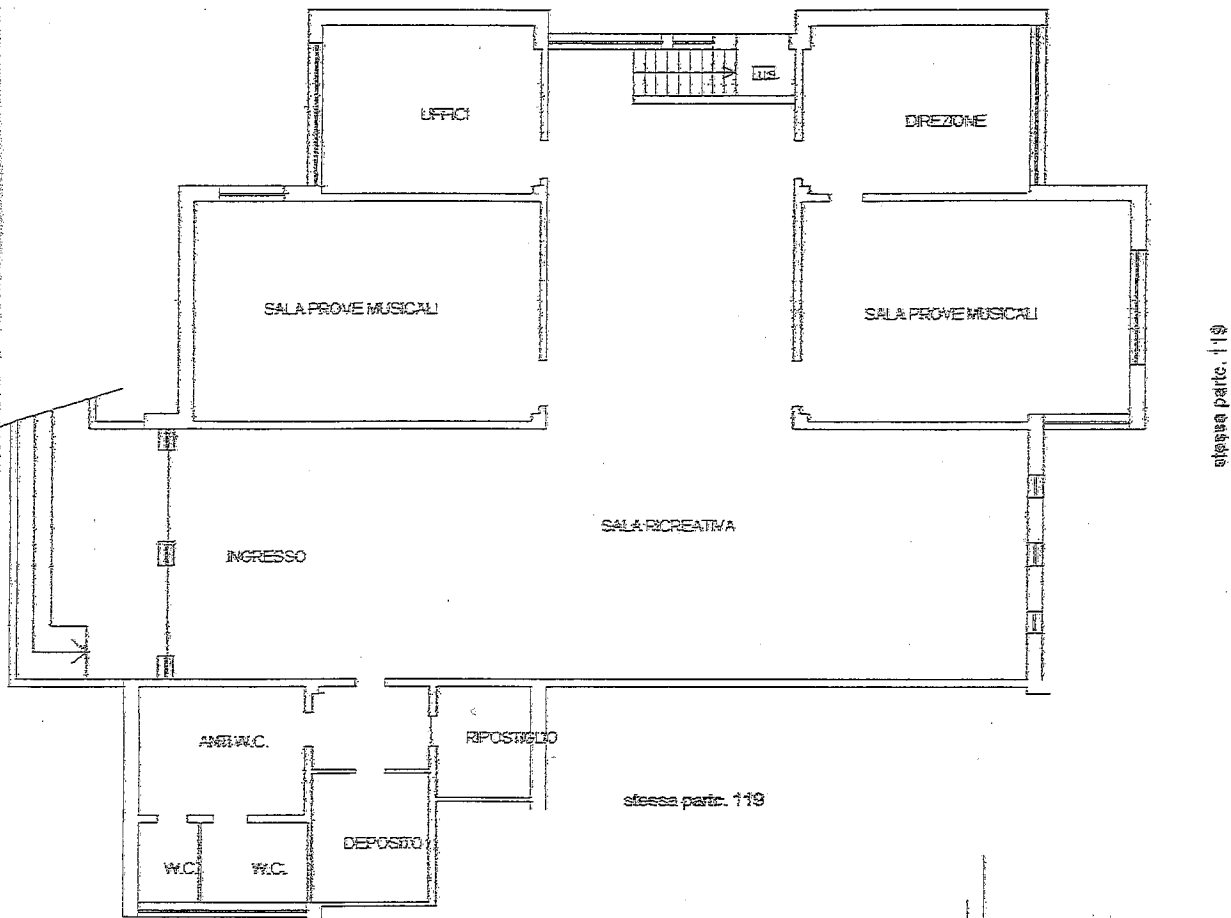 UFFICI
DIREZIONE
SALA PROVE MUSICALI
SALA PROVE MUSICALI
stessa partc. 119
SALA RICREATIVA
INGRESSO
ANTI W.C.
RIPOSTIGLIO
stessa partc. 119
DEPOSITO
W.C.
W.C.